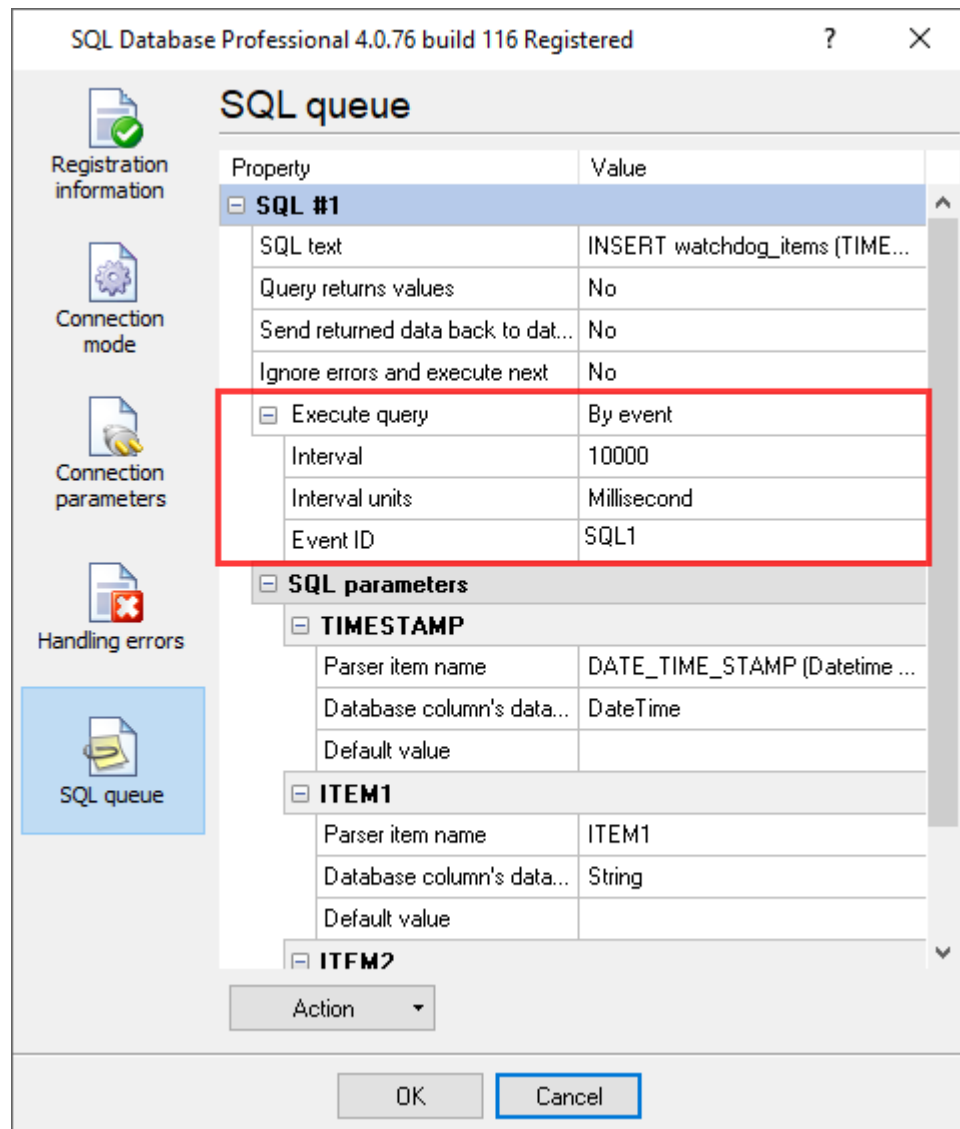 SQL Database Professional 4.0.76 build 116 Registered ? ×
Registration
information
Connection
mode
Connection
parameters
Handling errors
SQL queue
SQL queue
Property Value
SQL #1
SQL text INSERT watchdog_items (TIME...
Query returns values No
Send returned data back to dat... No
Ignore errors and execute next No
Execute query By event
Interval 10000
Interval units Millisecond
Event ID SQL1
SQL parameters
TIMESTAMP
Parser item name DATE_TIME_STAMP (Datetime ...
Database column's data... DateTime
Default value
ITEM1
Parser item name ITEM1
Database column's data... String
Default value
ITEM2
Action
OK Cancel